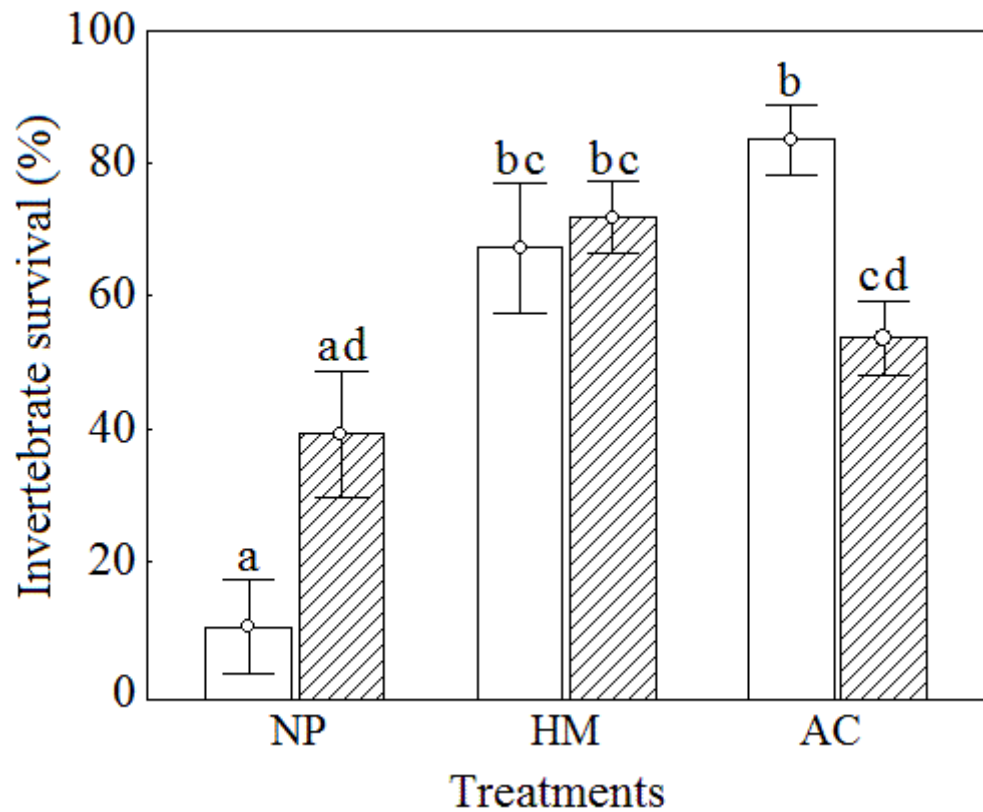 Invertebrate survival (%)
100
80
60
40
20
0
a
ad
bc
bc
b
cd
NP
HM
AC
Treatments